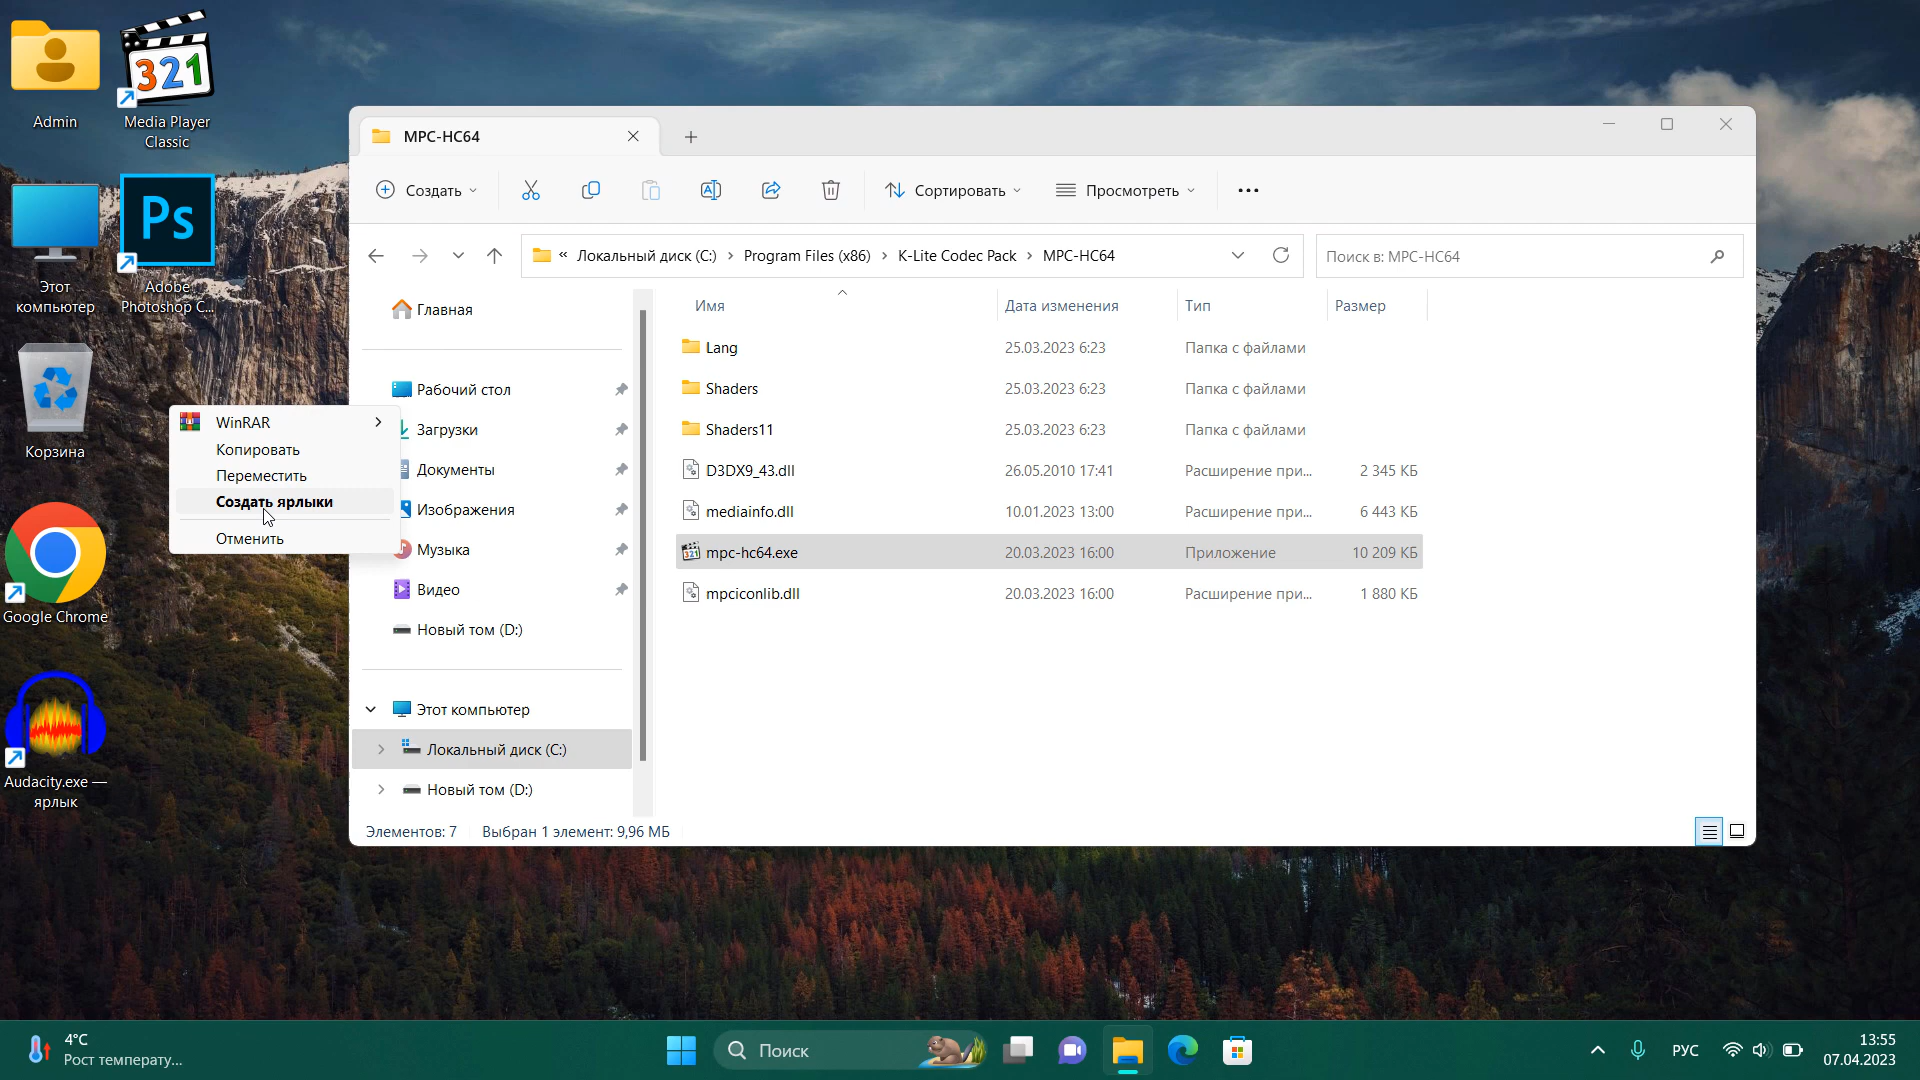 Admin
321
Media Player
Classic
Этот
компьютер
Ps
Adobe
Photoshop C...
Корзина
Google Chrome
Audacity.exe —
ярлык
WinRAR
Копировать
Переместить
Создать ярлыки
Отменить
MPC-HC64
Создать
Сортировать
Просмотреть
« Локальный диск (C:) > Program Files (x86) > K-Lite Codec Pack > MPC-HC64
Поиск в: MPC-HC64
Главная
Рабочий стол
Загрузки
Документы
Изображения
Музыка
Видео
Новый том (D:)
Этот компьютер
Локальный диск (C:)
Новый том (D:)
Имя Дата изменения Тип Размер
Lang 25.03.2023 6:23 Папка с файлами
Shaders 25.03.2023 6:23 Папка с файлами
Shaders11 25.03.2023 6:23 Папка с файлами
D3DX9_43.dll 26.05.2010 17:41 Расширение при... 2 345 КБ
mediainfo.dll 10.01.2023 13:00 Расширение при... 6 443 КБ
mpc-hc64.exe 20.03.2023 16:00 Приложение 10 209 КБ
mpciconlib.dll 20.03.2023 16:00 Расширение при... 1 880 КБ
Элементов: 7 Выбран 1 элемент: 9,96 МБ
4°C
Рост температу...
Поиск
РУС
13:55
07.04.2023